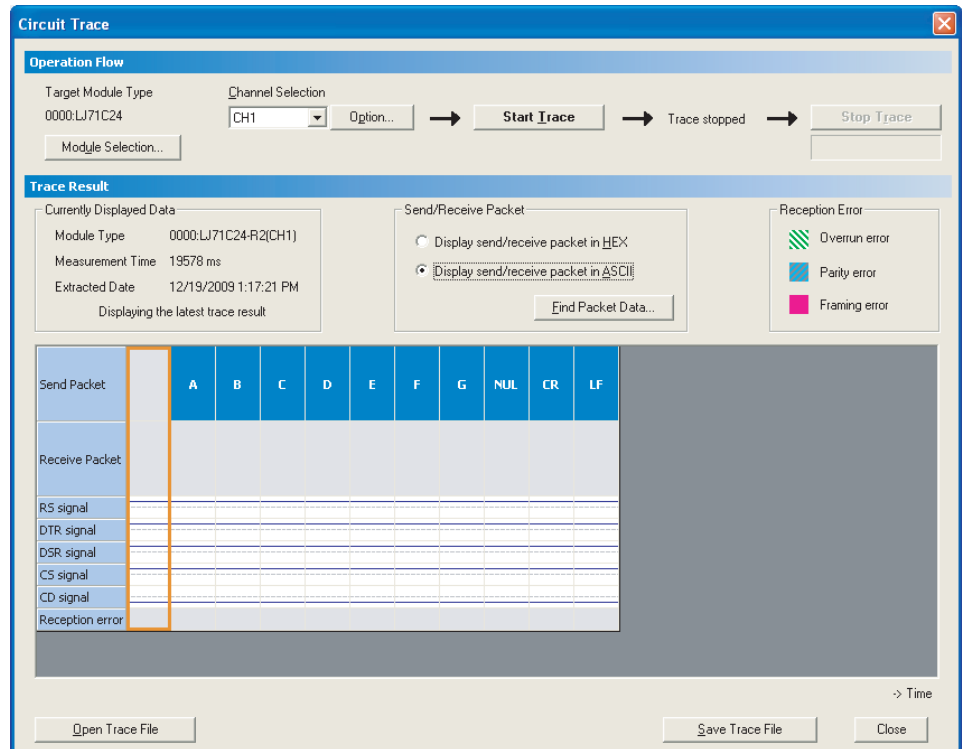 Circuit Trace
Operation Flow
Target Module Type
0000:LJ71C24
Module Selection...
Channel Selection
CH1
Option...
Start Trace
Trace stopped
Stop Trace
Trace Result
Currently Displayed Data
Module Type 0000:LJ71C24-R2(CH1)
Measurement Time 19578 ms
Extracted Date 12/19/2009 1:17:21 PM
Displaying the latest trace result
Send/Receive Packet
Display send/receive packet in HEX
Display send/receive packet in ASCII
Find Packet Data...
Reception Error
Overrun error
Parity error
Framing error
Send Packet A B C D E F G NUL CR LF
Receive Packet
RS signal
DTR signal
DSR signal
CS signal
CD signal
Reception error
-> Time
Open Trace File
Save Trace File
Close